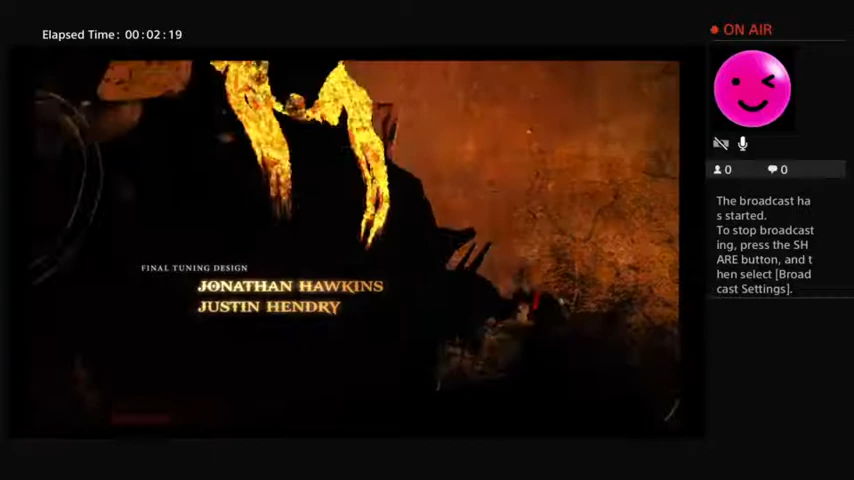 Elapsed Time: 00:02:19
ON AIR
0 0
The broadcast ha
s started.
To stop broadcast
ing, press the SH
ARE button, and t
hen select [Broad
cast Settings].
FINAL TUNING DESIGN
JONATHAN HAWKINS
JUSTIN HENDRY